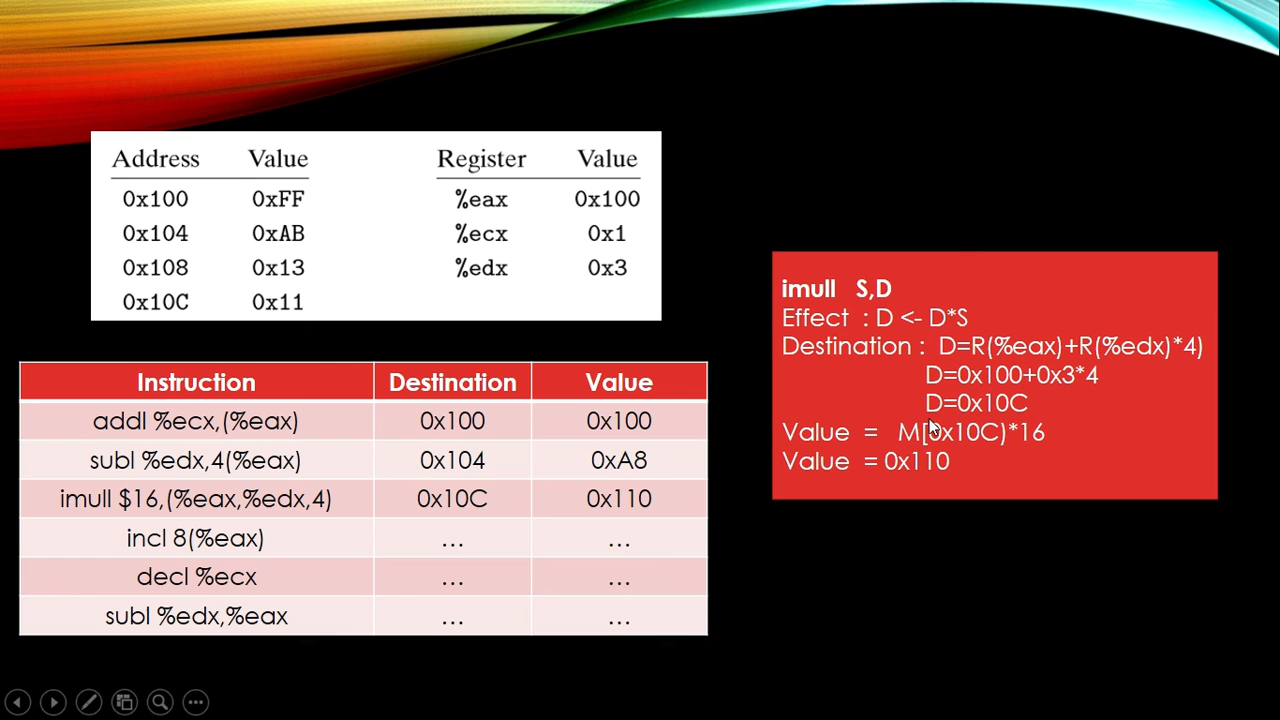 Address Value Register Value
0x100 0xFF %eax 0x100
0x104 0xAB %ecx 0x1
0x108 0x13 %edx 0x3
0x10C 0x11
Instruction Destination Value
addl %ecx,(%eax) 0x100 0x100
subl %edx,4(%eax) 0x104 0xA8
imull $16,(%eax,%edx,4) 0x10C 0x110
incl 8(%eax) … …
decl %ecx … …
subl %edx,%eax … …
imull S,D
Effect : D <- D*S
Destination : D=R(%eax)+R(%edx)*4)
D=0x100+0x3*4
D=0x10C
Value = M[0x10C)*16
Value = 0x110